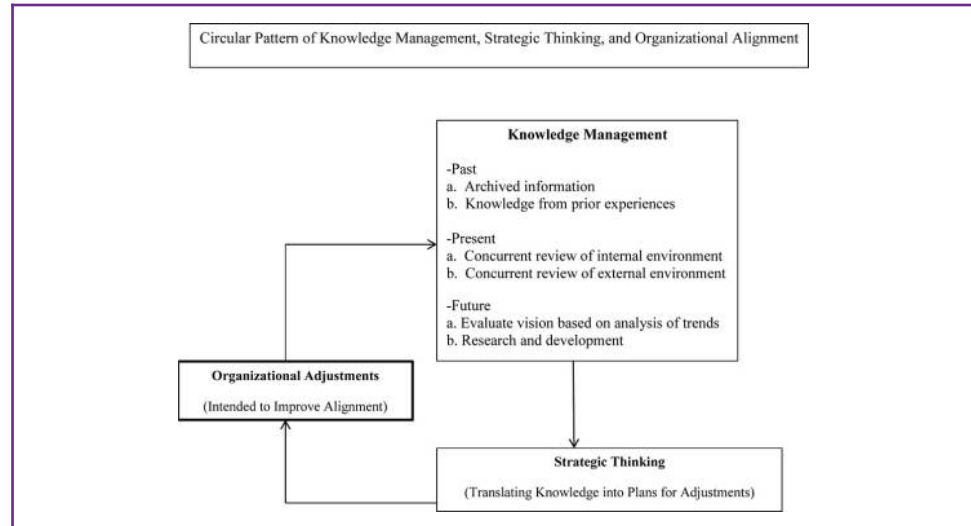 Circular Pattern of Knowledge Management, Strategic Thinking, and Organizational Alignment
Knowledge Management
-Past
a. Archived information
b. Knowledge from prior experiences
-Present
a. Concurrent review of internal environment
b. Concurrent review of external environment
-Future
a. Evaluate vision based on analysis of trends
b. Research and development
Organizational Adjustments
(Intended to Improve Alignment)
Strategic Thinking
(Translating Knowledge into Plans for Adjustments)